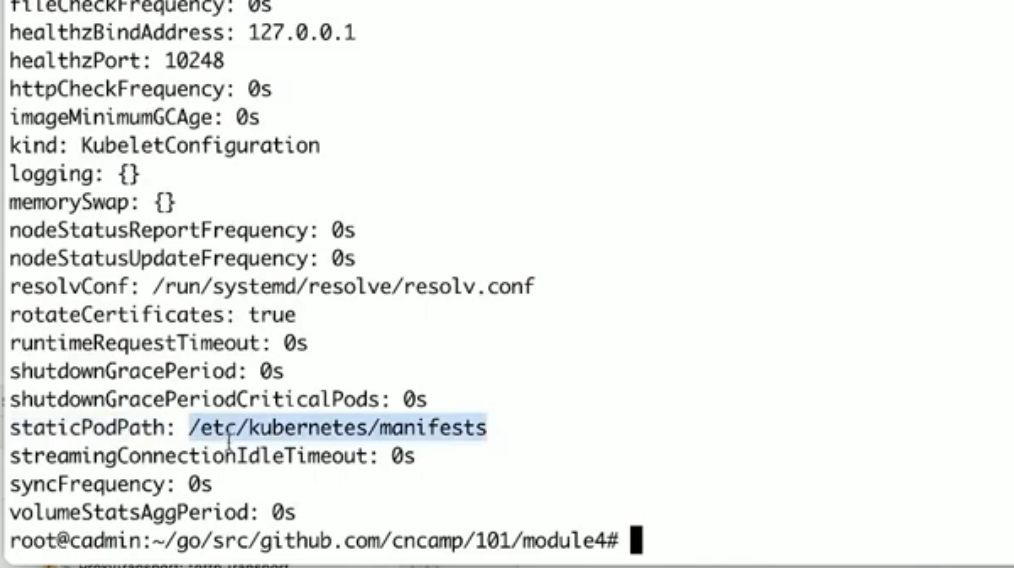 fileCheckFrequency: 0s
healthzBindAddress: 127.0.0.1
healthzPort: 10248
httpCheckFrequency: 0s
imageMinimumGCAge: 0s
kind: KubeletConfiguration
logging: {}
memorySwap: {}
nodeStatusReportFrequency: 0s
nodeStatusUpdateFrequency: 0s
resolvConf: /run/systemd/resolve/resolv.conf
rotateCertificates: true
runtimeRequestTimeout: 0s
shutdownGracePeriod: 0s
shutdownGracePeriodCriticalPods: 0s
staticPodPath: /etc/kubernetes/manifests
streamingConnectionIdleTimeout: 0s
syncFrequency: 0s
volumeStatsAggPeriod: 0s
root@cadmin:~/go/src/github.com/cncamp/101/module4#